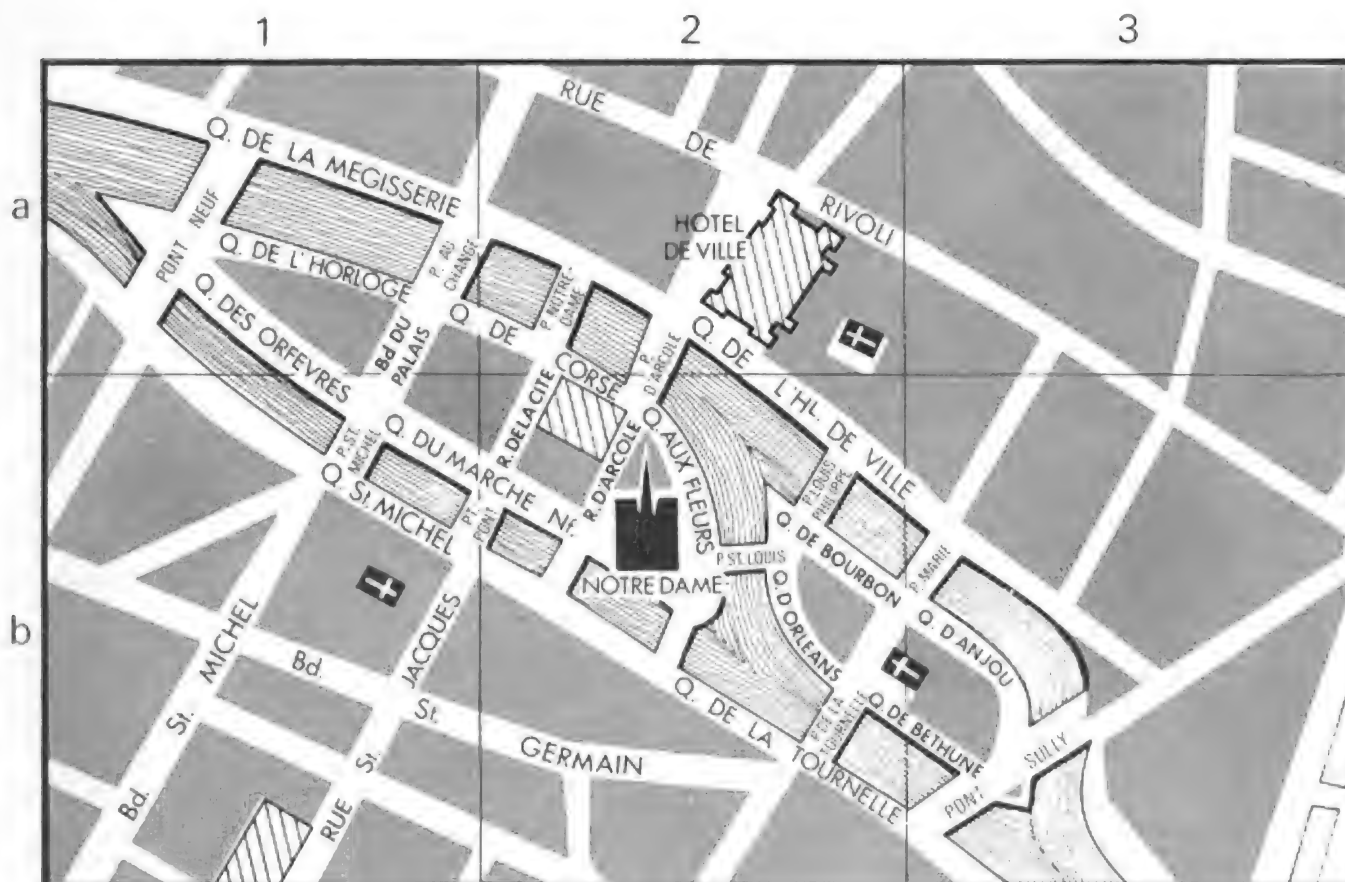 1 2 3
a
b
RUE DE RIVOLI
Q. DE LA MEGISSERIE
PONT NEUF
Q. DE L'HORLOGE
P. AU
CHANGE
P. NOTRE-
DAME
HOTEL
DE VILLE
Q. DES ORFEVRES
Bd DU
PALAIS
Q. DE CORSE
P.
D'ARCOLE
Q. DE L'HL. DE VILLE
R. DE LA CITE
R. D'ARCOLE
Q. AUX FLEURS
P. ST.
MICHEL
Q. DU MARCHE NF.
Q. St MICHEL
PT.
PONT
P. LOUIS
PHILIPPE
Q. DE BOURBON
P. MARIE
P ST. LOUIS
NOTRE DAME
Q. D'ORLEANS
Q. D'ANJOU
Bd. St. MICHEL
RUE St. JACQUES
Bd. St. GERMAIN
Q. DE LA TOURNELLE
P. DE LA
TOURNELLE
Q. DE BETHUNE
PONT SULLY